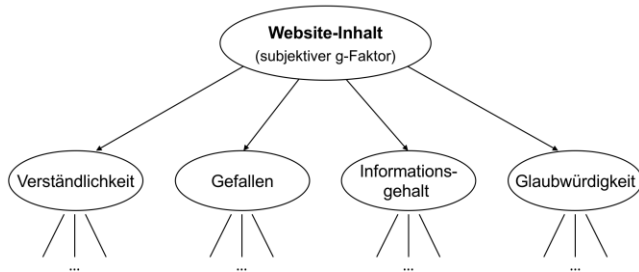 Website-Inhalt
(subjektiver g-Faktor)
Verständlichkeit
Gefallen
Informations-
gehalt
Glaubwürdigkeit
...
...
...
...